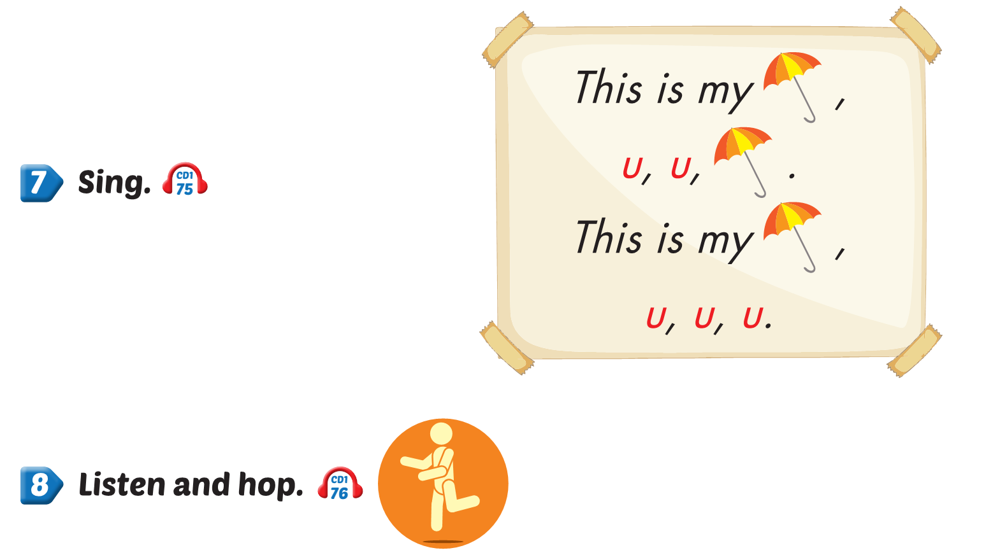 This is my ,
u, u, .
This is my ,
u, u, u.
7 Sing. CD1 75
8 Listen and hop. CD1 76